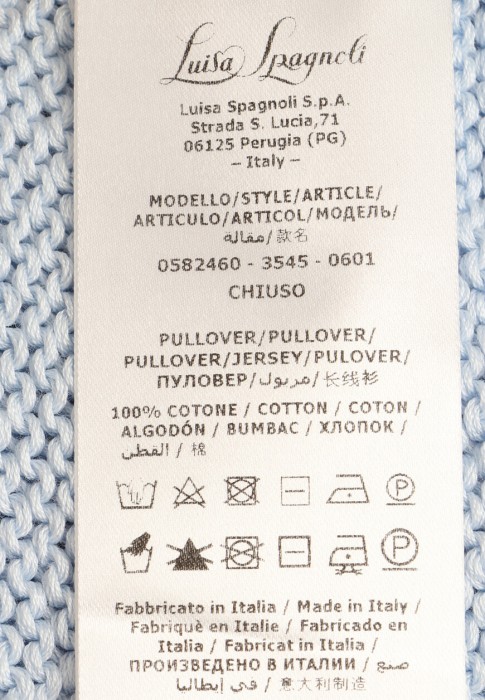 Luisa Spagnoli
Luisa Spagnoli S.p.A.
Strada S. Lucia,71
06125 Perugia (PG)
– Italy –
MODELLO/STYLE/ARTICLE/
ARTICULO/ARTICOL/МОДЕЛЬ/
مقالة/款名
0582460 - 3545 - 0601
CHIUSO
PULLOVER/PULLOVER/
PULLOVER/JERSEY/PULOVER/
ПУЛОВЕР/مربول/长线衫
100% COTONE / COTTON / COTON /
ALGODÓN / BUMBAC / ХЛОПОК /
القطن / 棉
P
P
Fabbricato in Italia / Made in Italy /
Fabriquè en Italie / Fabricado en
Italia / Fabricat in Italia /
ПРОИЗВЕДЕНО В ИТАЛИИ / صنع
في إيطاليا / 意大利制造